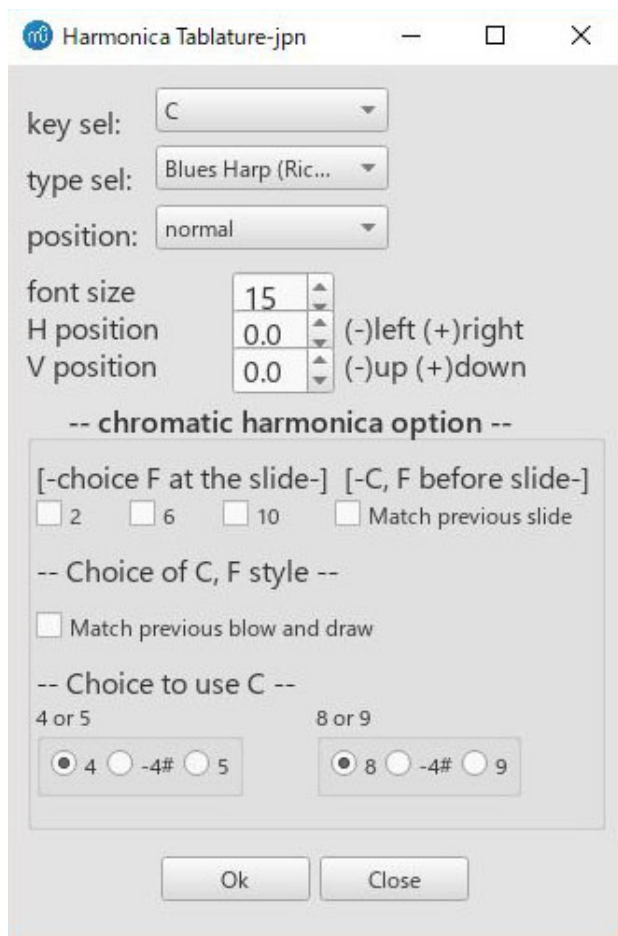 Harmonica Tablature-jpn
key sel: C
type sel: Blues Harp (Ric...
position: normal
font size 15
H position 0.0 (-)left (+)right
V position 0.0 (-)up (+)down
-- chromatic harmonica option --
[-choice F at the slide-] [-C, F before slide-]
2 6 10 Match previous slide
-- Choice of C, F style --
Match previous blow and draw
-- Choice to use C --
4 or 5 8 or 9
4 -4# 5 8 -4# 9
Ok Close